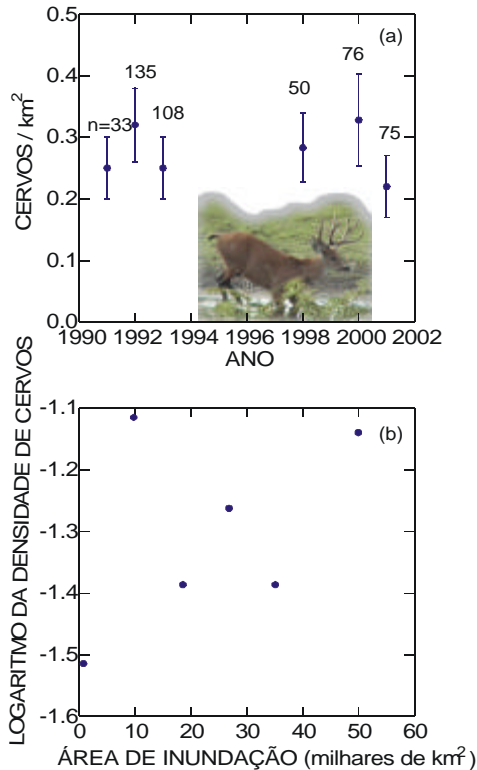 0.5
(a)
0.4
0.3
0.2
0.1
0.0
CERVOS / km²
n=33
135
108
50
76
75
1990 1992 1994 1996 1998 2000 2002
ANO
-1.1
(b)
-1.2
-1.3
-1.4
-1.5
-1.6
LOGARITMO DA DENSIDADE DE CERVOS
0 10 20 30 40 50 60
ÁREA DE INUNDAÇÃO (milhares de km²)